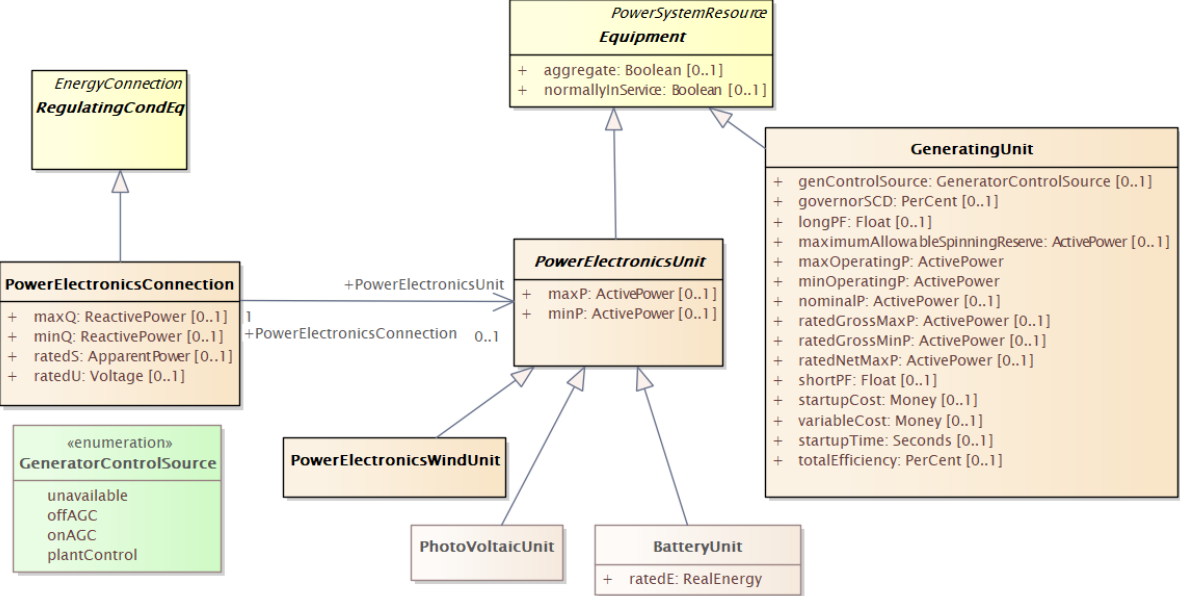 PowerSystemResource
Equipment
+ aggregate: Boolean [0..1]
+ normallyInService: Boolean [0..1]
EnergyConnection
RegulatingCondEq
GeneratingUnit
+ genControlSource: GeneratorControlSource [0..1]
+ governorSCD: PerCent [0..1]
+ longPF: Float [0..1]
+ maximumAllowableSpinningReserve: ActivePower [0..1]
+ maxOperatingP: ActivePower
+ minOperatingP: ActivePower
+ nominalP: ActivePower [0..1]
+ ratedGrossMaxP: ActivePower [0..1]
+ ratedGrossMinP: ActivePower [0..1]
+ ratedNetMaxP: ActivePower [0..1]
+ shortPF: Float [0..1]
+ startupCost: Money [0..1]
+ variableCost: Money [0..1]
+ startupTime: Seconds [0..1]
+ totalEfficiency: PerCent [0..1]
PowerElectronicsConnection
+ maxQ: ReactivePower [0..1]
+ minQ: ReactivePower [0..1]
+ ratedS: ApparentPower [0..1]
+ ratedU: Voltage [0..1]
+PowerElectronicsUnit
1
+PowerElectronicsConnection
0..1
PowerElectronicsUnit
+ maxP: ActivePower [0..1]
+ minP: ActivePower [0..1]
«enumeration»
GeneratorControlSource
unavailable
offAGC
onAGC
plantControl
PowerElectronicsWindUnit
PhotoVoltaicUnit
BatteryUnit
+ ratedE: RealEnergy